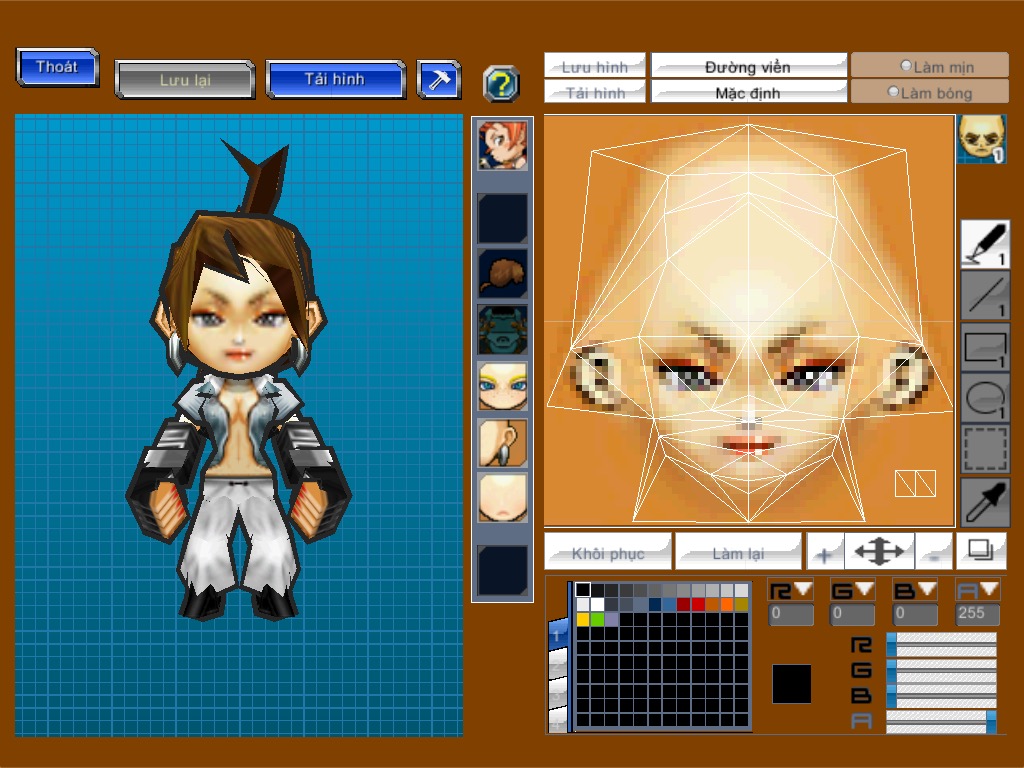 Thoát
Lưu lại
Tải hình
?
Lưu hình
Đường viền
Làm mịn
Tải hình
Mặc định
Làm bóng
1
1
1
1
1
Khôi phục
Làm lại
+
-
R G B A
0 0 0 255
1
R
G
B
A